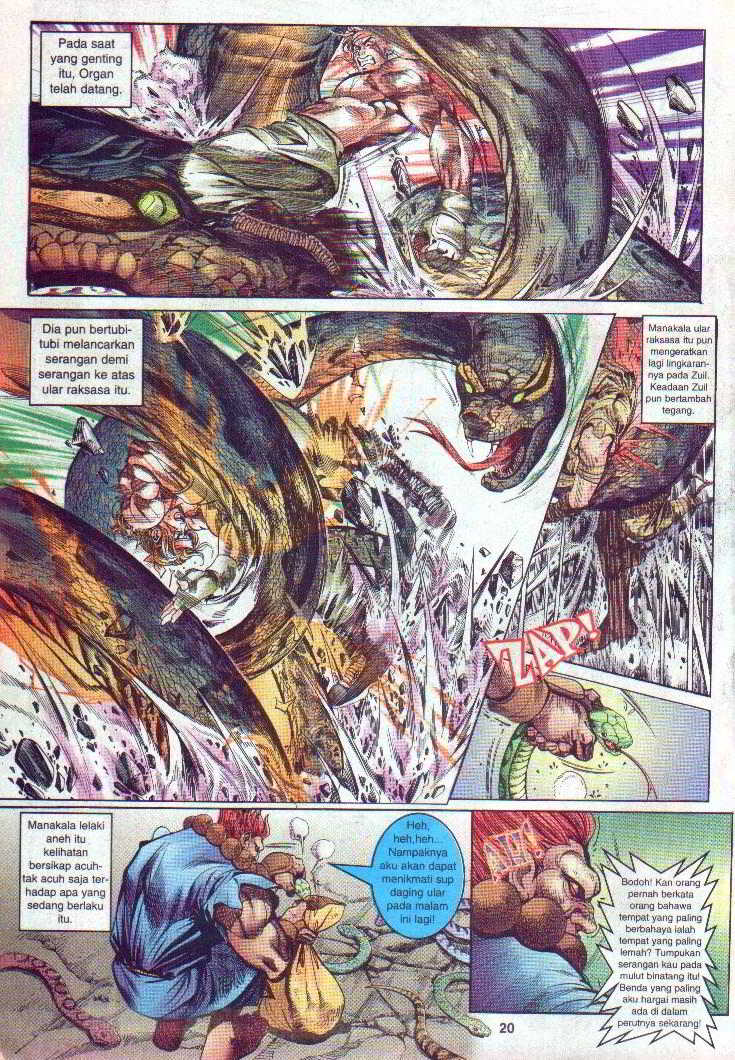 Pada saat
yang genting
itu, Organ
telah datang.
Dia pun bertubi-
tubi melancarkan
serangan demi
serangan ke atas
ular raksasa itu.
Manakala ular
raksasa itu pun
mengeratkan
lagi lingkaran-
nya pada Zuil.
Keadaan Zuil
pun bertambah
tegang.
ZAP!
Manakala lelaki
aneh itu
kelihatan
bersikap acuh-
tak acuh saja ter-
hadap apa yang
sedang berlaku
itu.
Heh,
heh,heh...
Nampaknya
aku akan dapat
menikmati sup
daging ular
pada malam
ini lagi!
Bodoh! Kan orang
pernah berkata
orang bahawa
tempat yang paling
berbahaya ialah
tempat yang paling
lemah? Tumpukan
serangan kau pada
mulut binatang itu!
Benda yang paling
aku hargai masih
ada di dalam
perutnya sekarang!
20